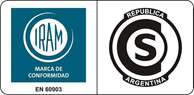 IRAM
MARCA DE
CONFORMIDAD
EN 60903
REPUBLICA
S
ARGENTINA